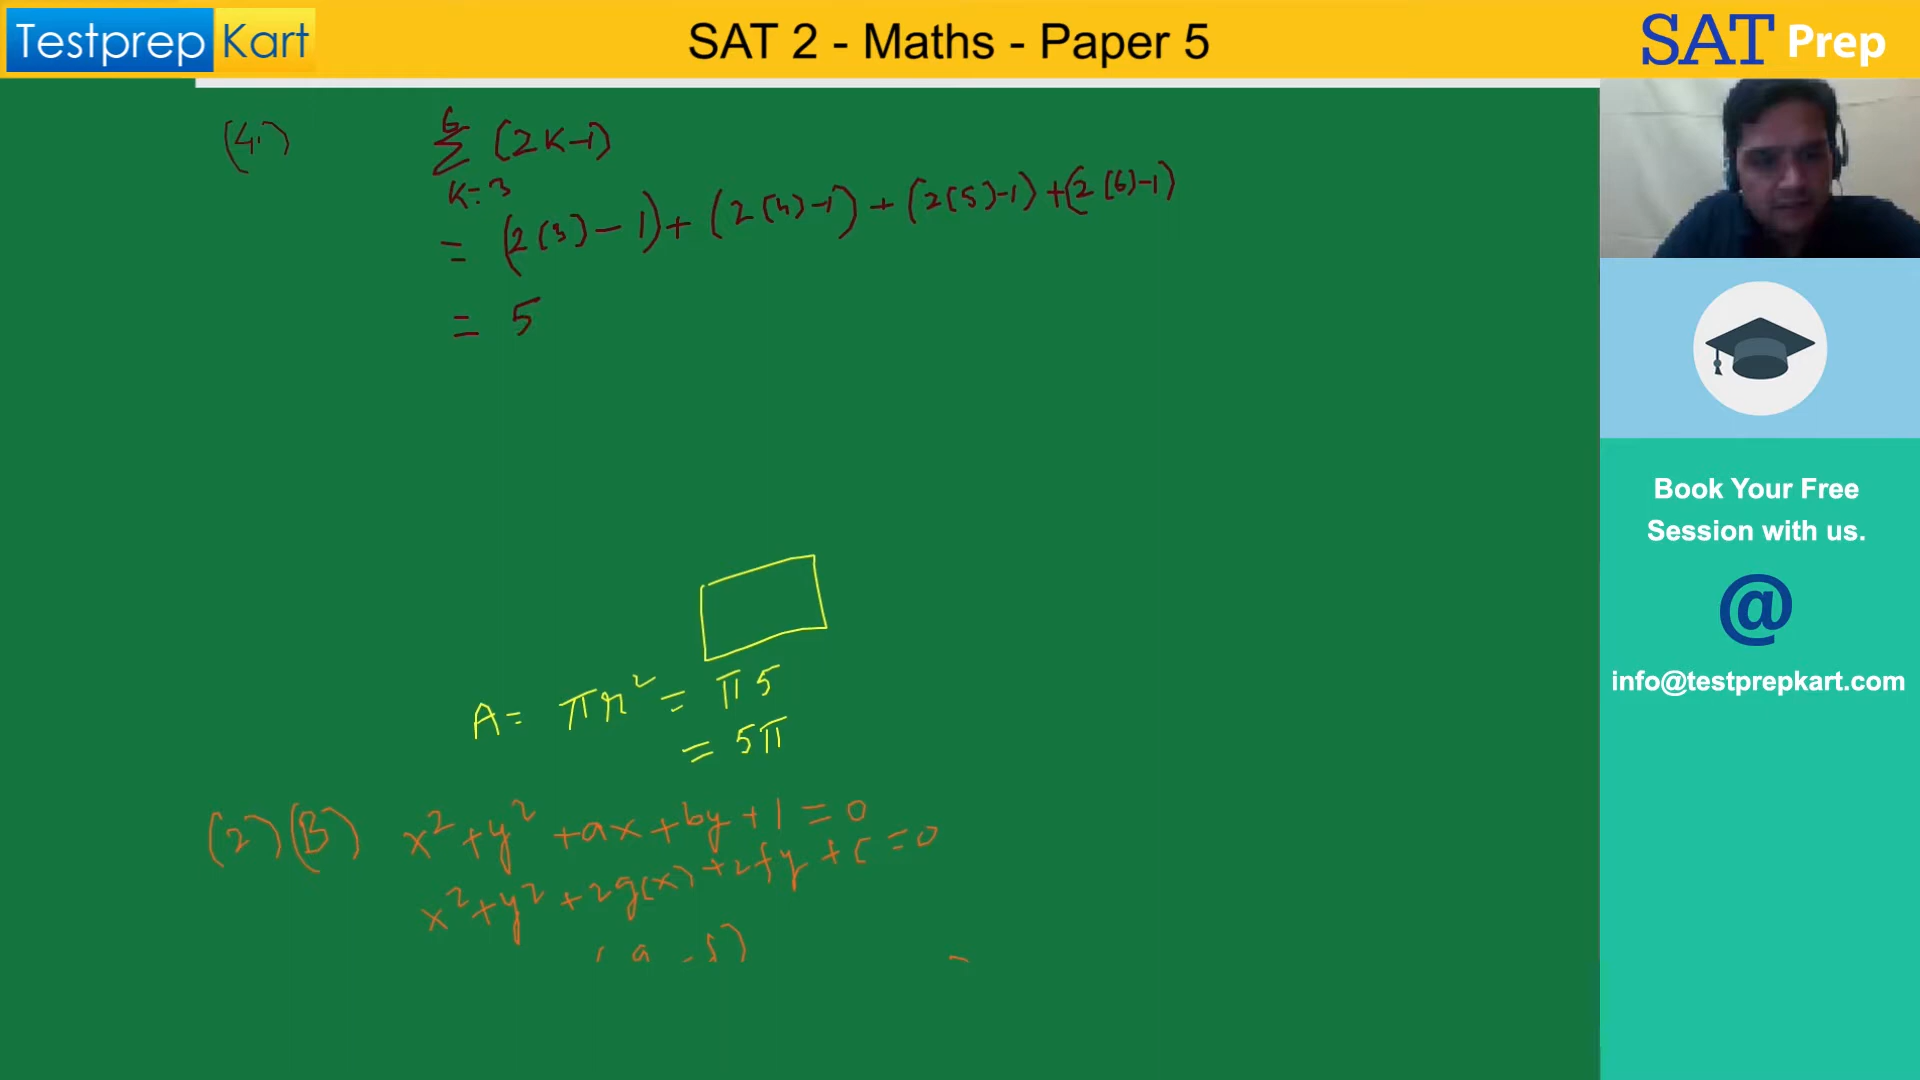 Testprep Kart
SAT 2 - Maths - Paper 5
SAT Prep
(4.)
6
∑ (2K-1)
K=3
= (2(3)-1)+(2(4)-1)+(2(5)-1)+(2(6)-1)
= 5
A= πr² = π5
= 5π
(2)(B) x²+y²+ax+by+1=0
x²+y²+2g(x)+2fy+c=0
Book Your Free
Session with us.
@
info@testprepkart.com